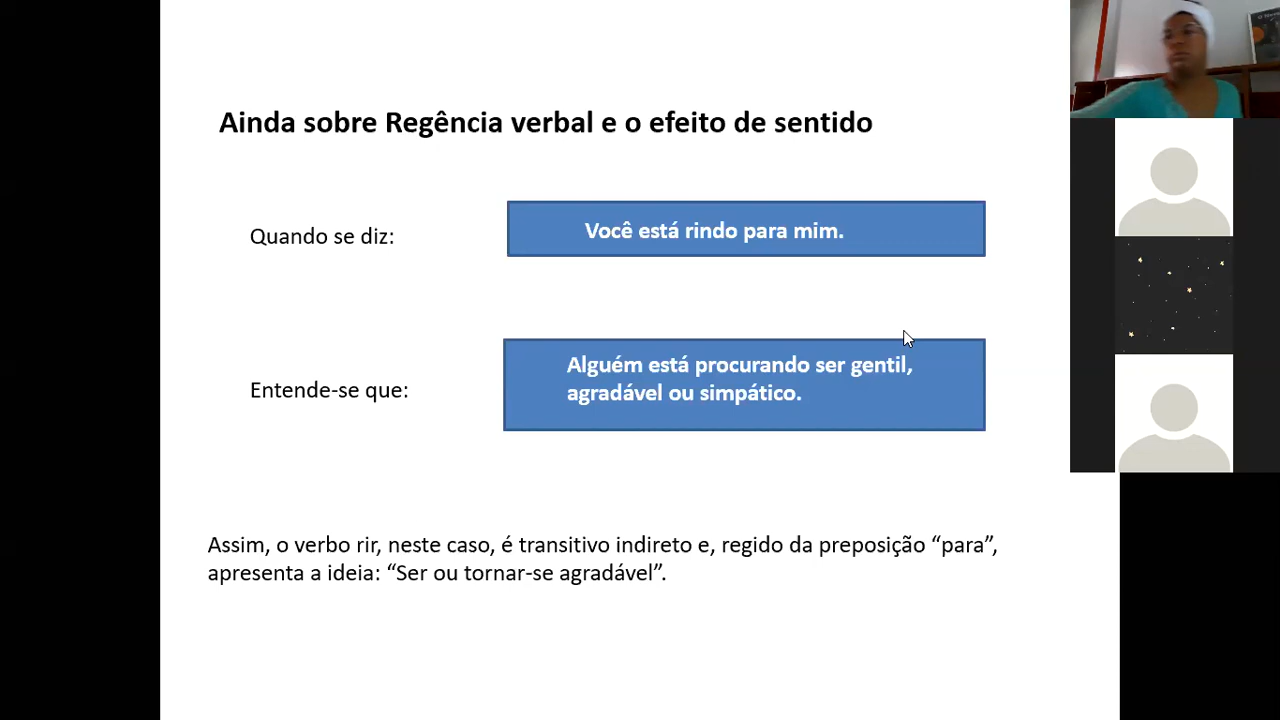 Ainda sobre Regência verbal e o efeito de sentido
Quando se diz:
Você está rindo para mim.
Entende-se que:
Alguém está procurando ser gentil,
agradável ou simpático.
Assim, o verbo rir, neste caso, é transitivo indireto e, regido da preposição “para”,
apresenta a ideia: “Ser ou tornar-se agradável”.